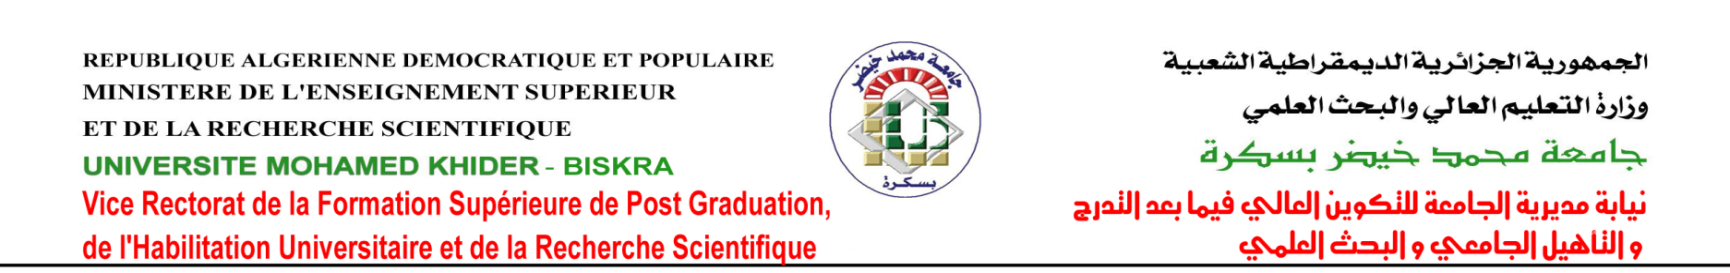 REPUBLIQUE ALGERIENNE DEMOCRATIQUE ET POPULAIRE
MINISTERE DE L'ENSEIGNEMENT SUPERIEUR
ET DE LA RECHERCHE SCIENTIFIQUE
UNIVERSITE MOHAMED KHIDER - BISKRA
Vice Rectorat de la Formation Supérieure de Post Graduation,
de l'Habilitation Universitaire et de la Recherche Scientifique
جامعة محمد خيضر
بسكرة
الجمهورية الجزائرية الديمقراطية الشعبية
وزارة التعليم العالي والبحث العلمي
جامعة محمد خيضر بسكرة
نيابة مديرية الجامعة للتكوين العالي فيما بعد التدرج
و التأهيل الجامعي و البحث العلمي